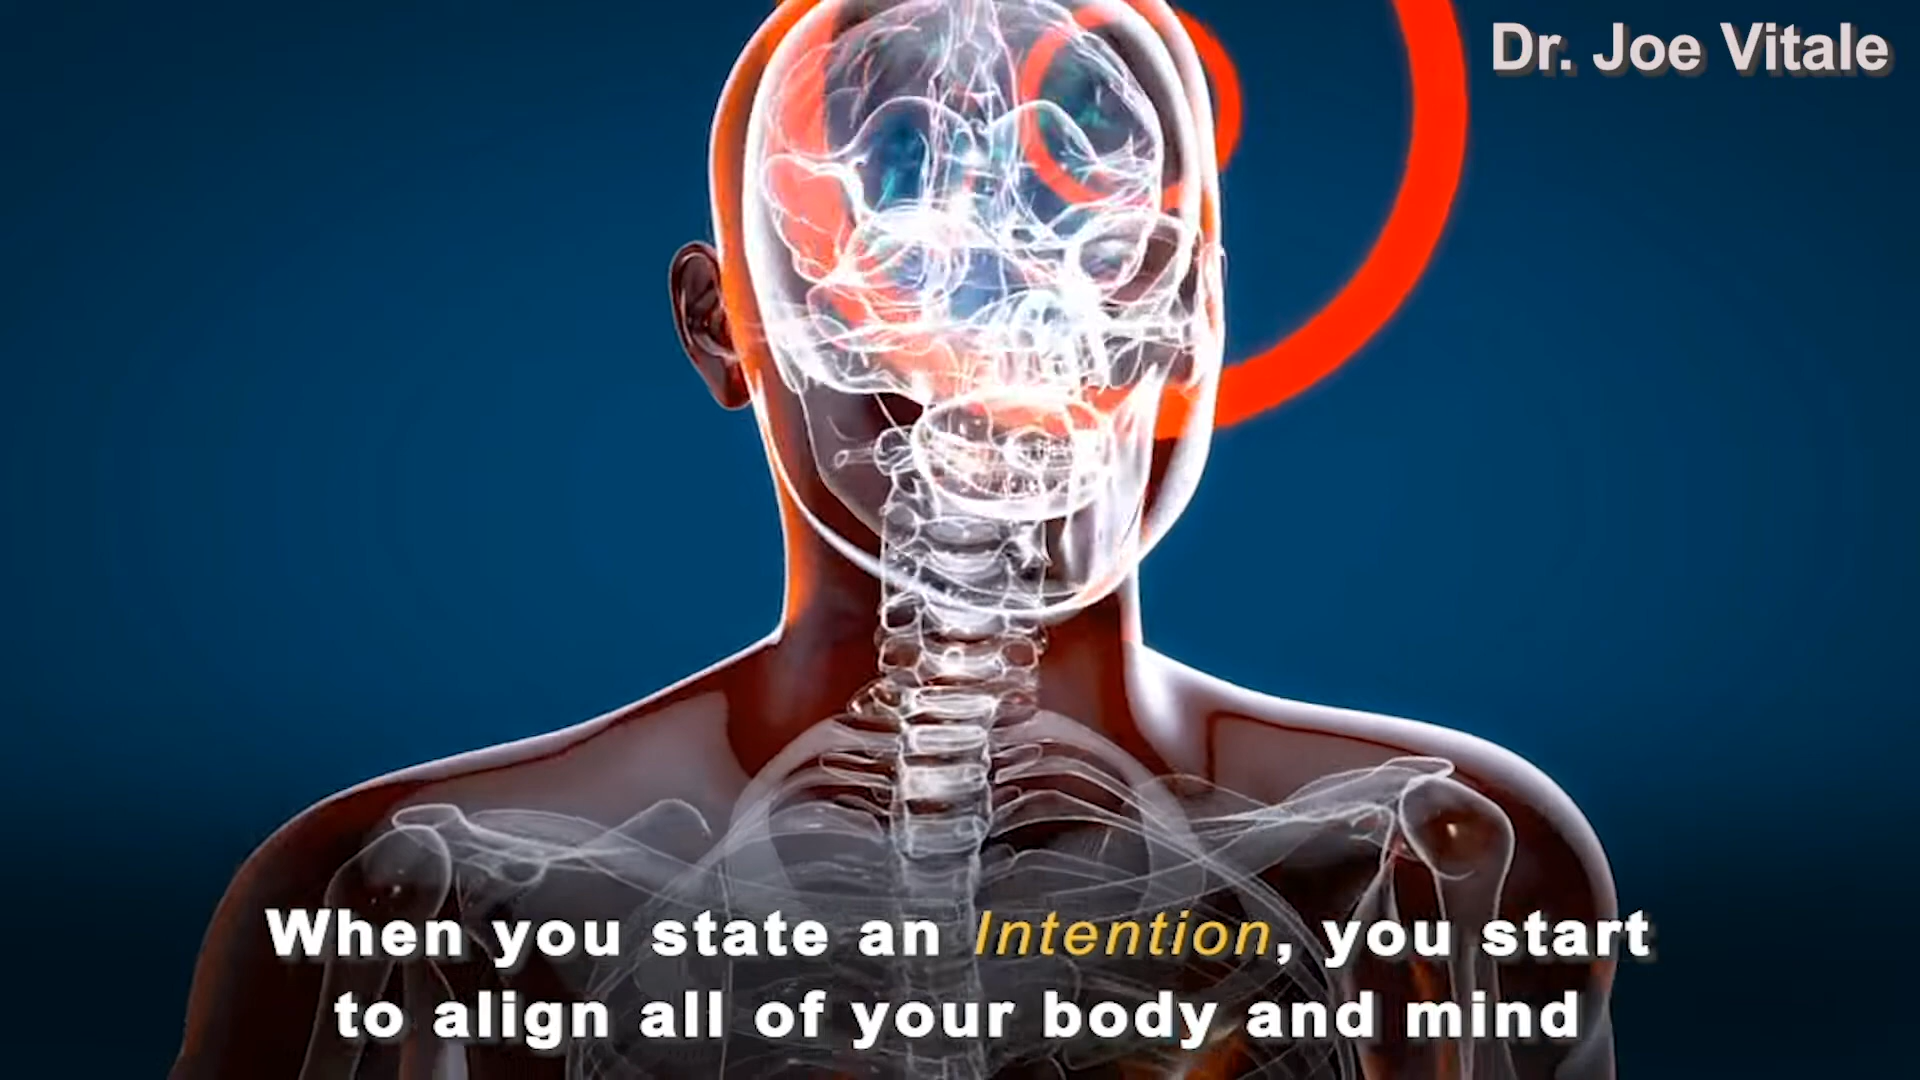 Dr. Joe Vitale
When you state an Intention, you start
to align all of your body and mind